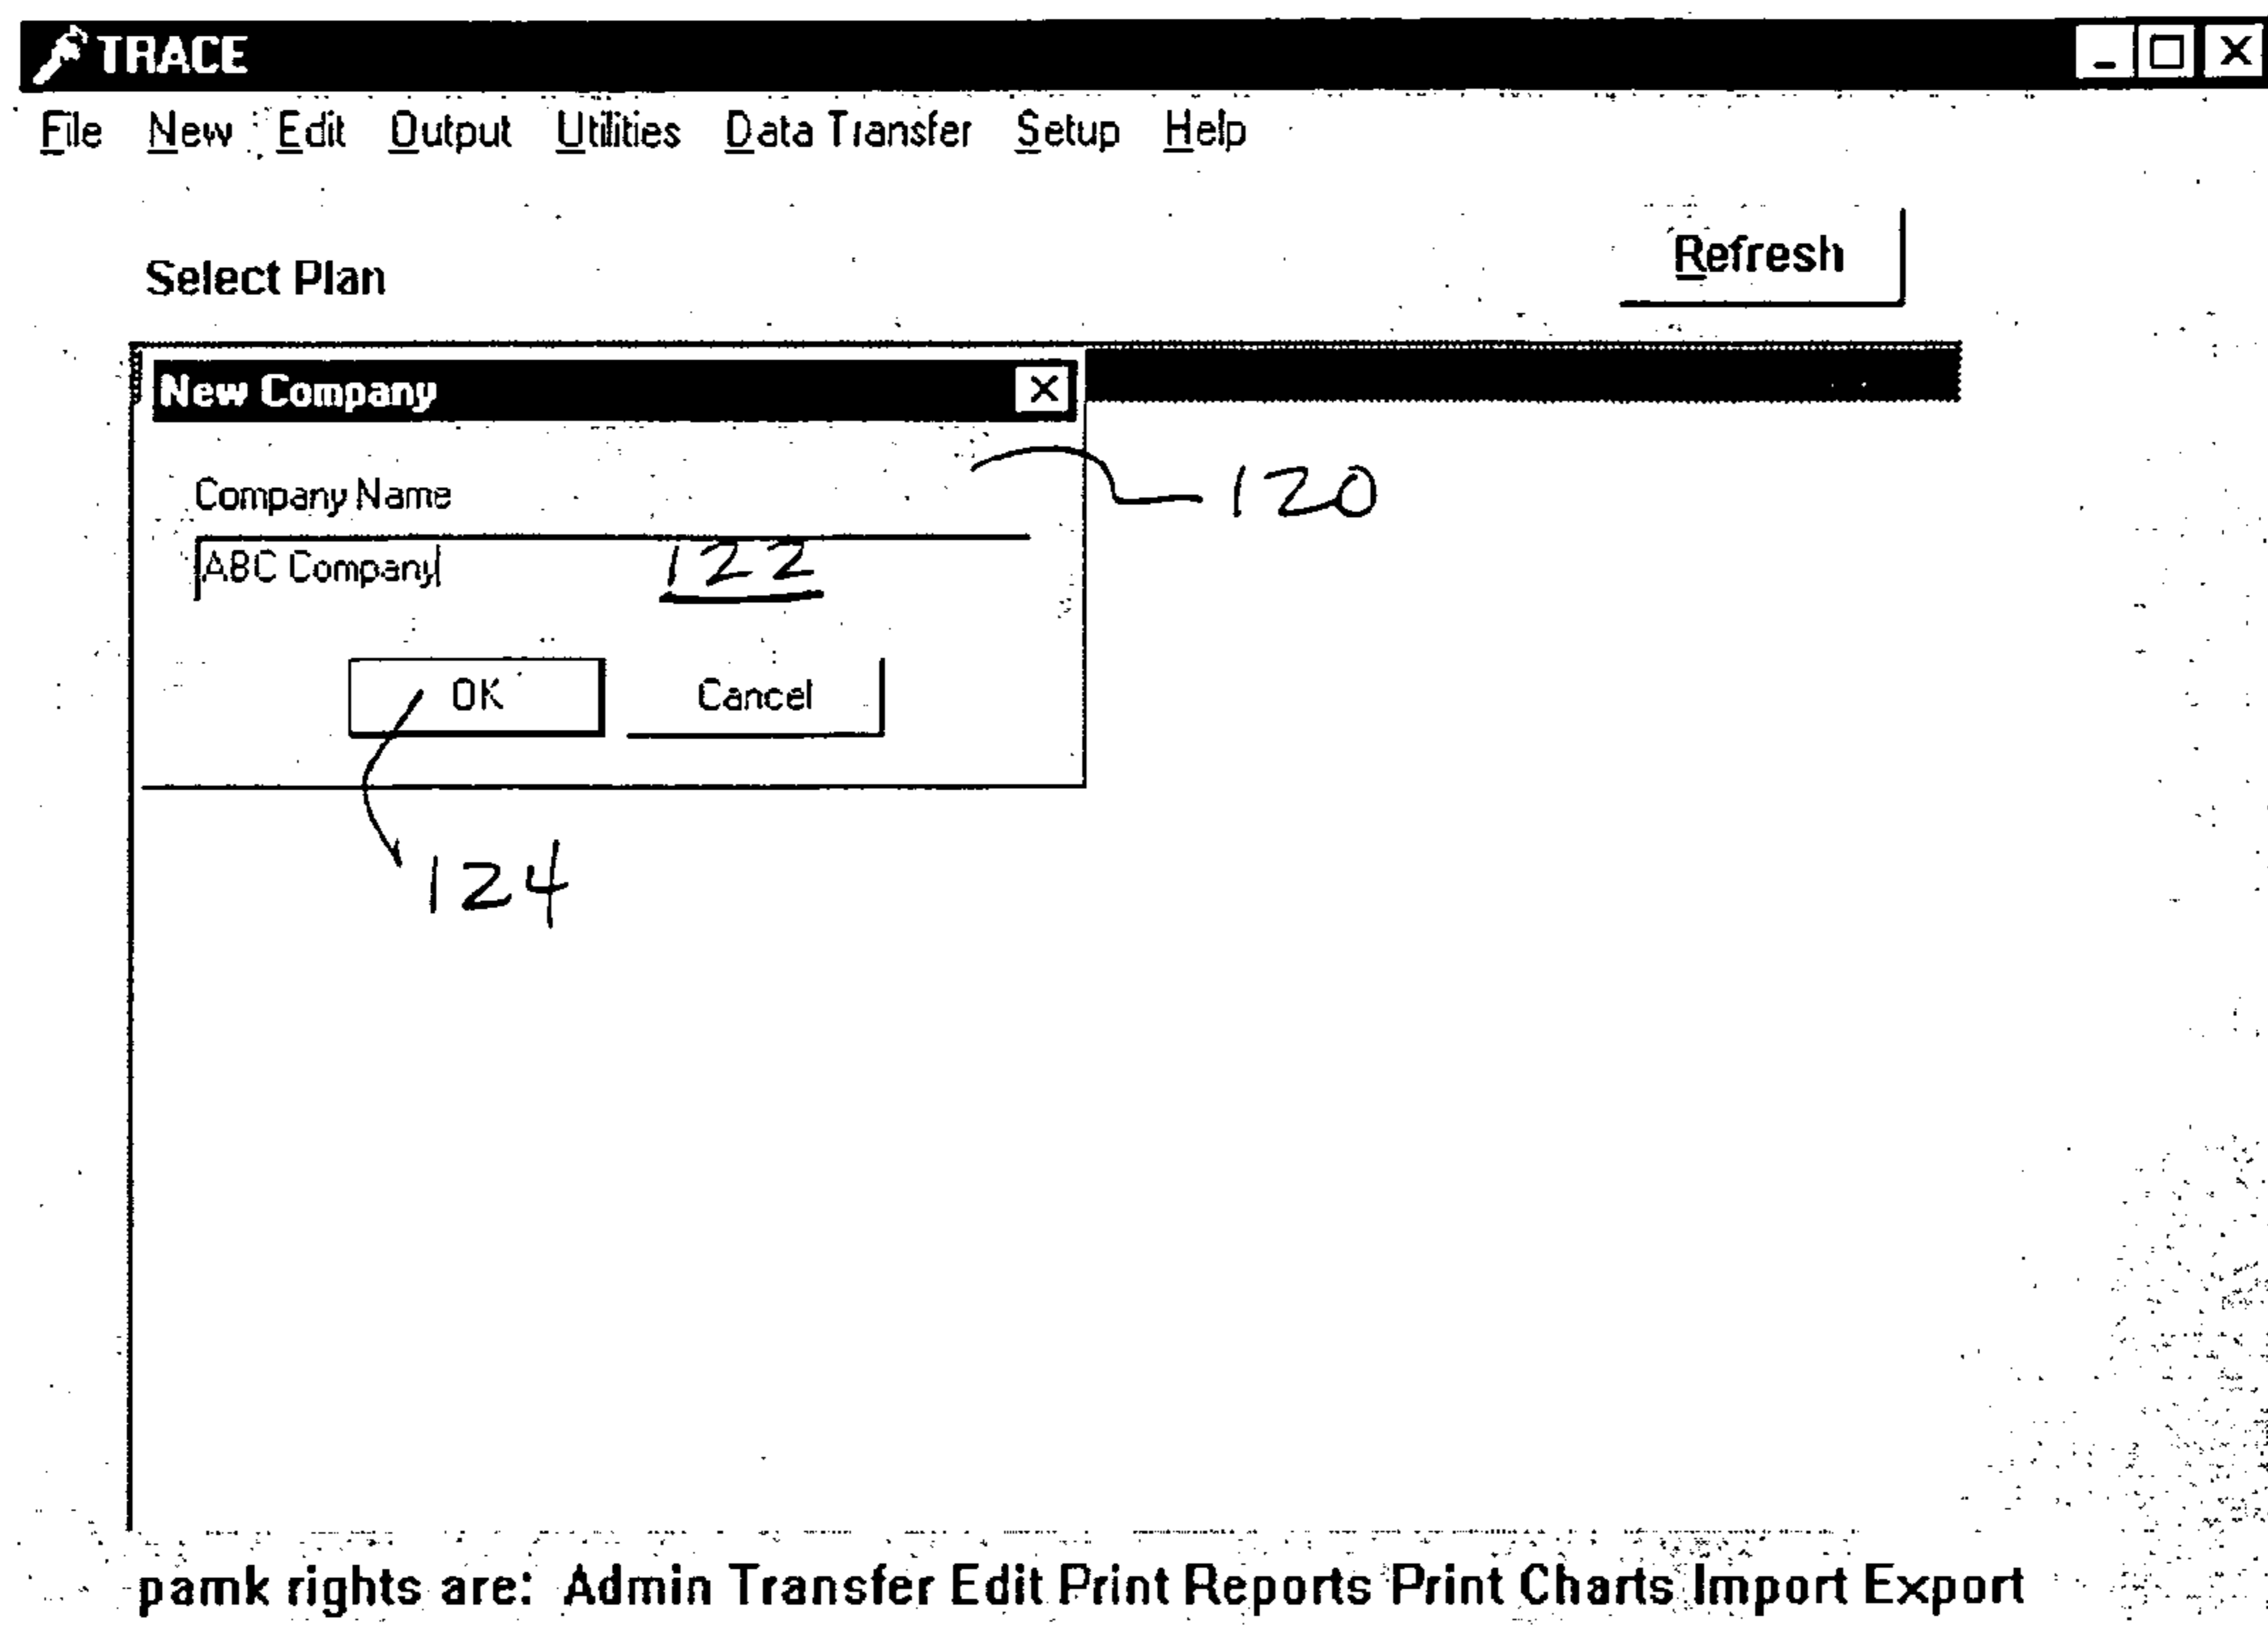 TRACE
File New Edit Output Utilities Data Transfer Setup Help
Refresh
Select Plan
New Company
120
Company Name
ABC Company
122
OK Cancel
124
pamk rights are: Admin Transfer Edit Print Reports Print Charts Import Export